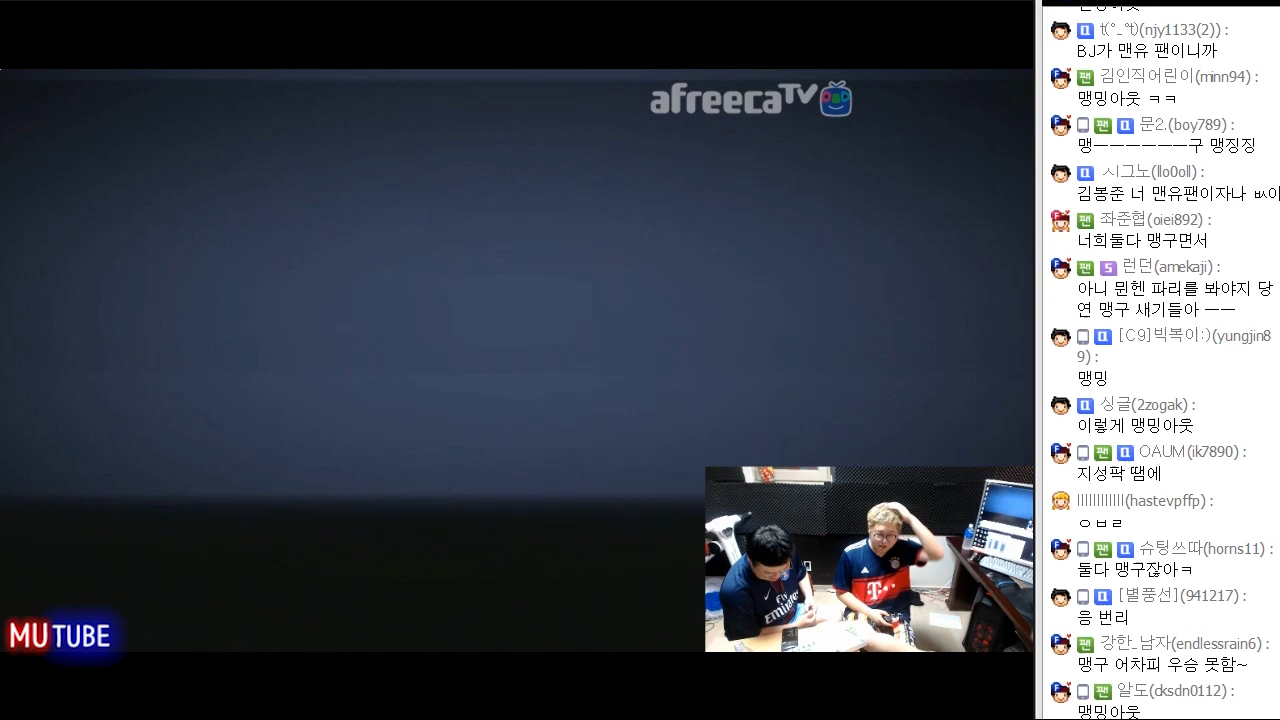 afreecaTV
MUTUBE
Fly
Emirates
T
t(°_°t)(njy1133(2)) :
BJ가 맨유 팬이니까
김인직어린이(minn94) :
맹밍아웃 ㅋㅋ
문2.(boy789) :
맹ㅡㅡㅡㅡㅡㅡ구 맹징징
시그노(llo0oll) :
김봉준 너 맨유팬이자나
좌준협(oiei892) :
너희둘다 맹구면서
런던(amekaji) :
아니 뮌헨 파리를 봐야지 당
연 맹구 새기들아 ㅡㅡ
[C9]빅복이:)(yungjin8
9) :
맹밍
싱글(2zogak) :
이렇게 맹밍아웃
OAUM(ik7890) :
지성팍 땜에
llllllllllll(hastevpffp) :
ㅇㅂㄹ
슈팅쓰따(horns11) :
둘다 맹구잖아ㅋ
[별풍선](941217) :
응 번리
강한_남자(endlessrain6) :
맹구 어차피 우승 못함~
알도(cksdn0112) :
맹밍아웃